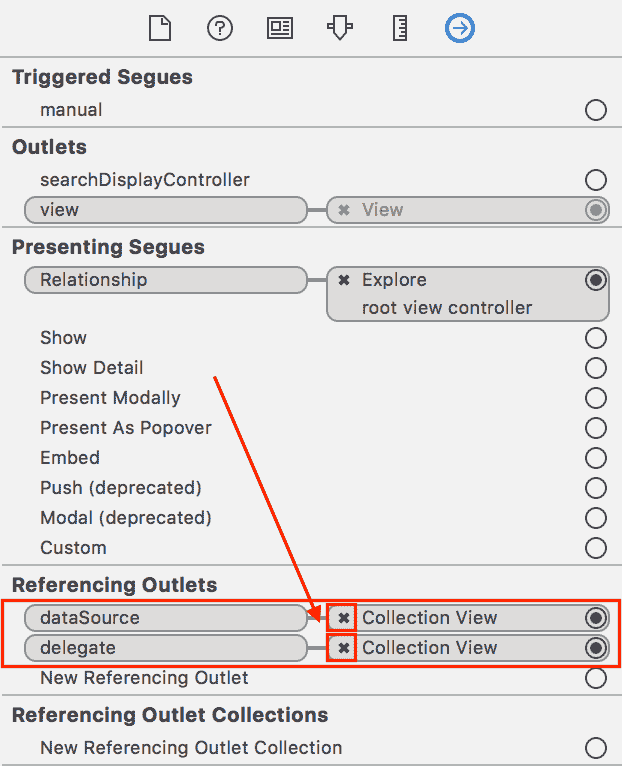 Triggered Segues
manual
Outlets
searchDisplayController
view View
Presenting Segues
Relationship Explore
root view controller
Show
Show Detail
Present Modally
Present As Popover
Embed
Push (deprecated)
Modal (deprecated)
Custom
Referencing Outlets
dataSource Collection View
delegate Collection View
New Referencing Outlet
Referencing Outlet Collections
New Referencing Outlet Collection